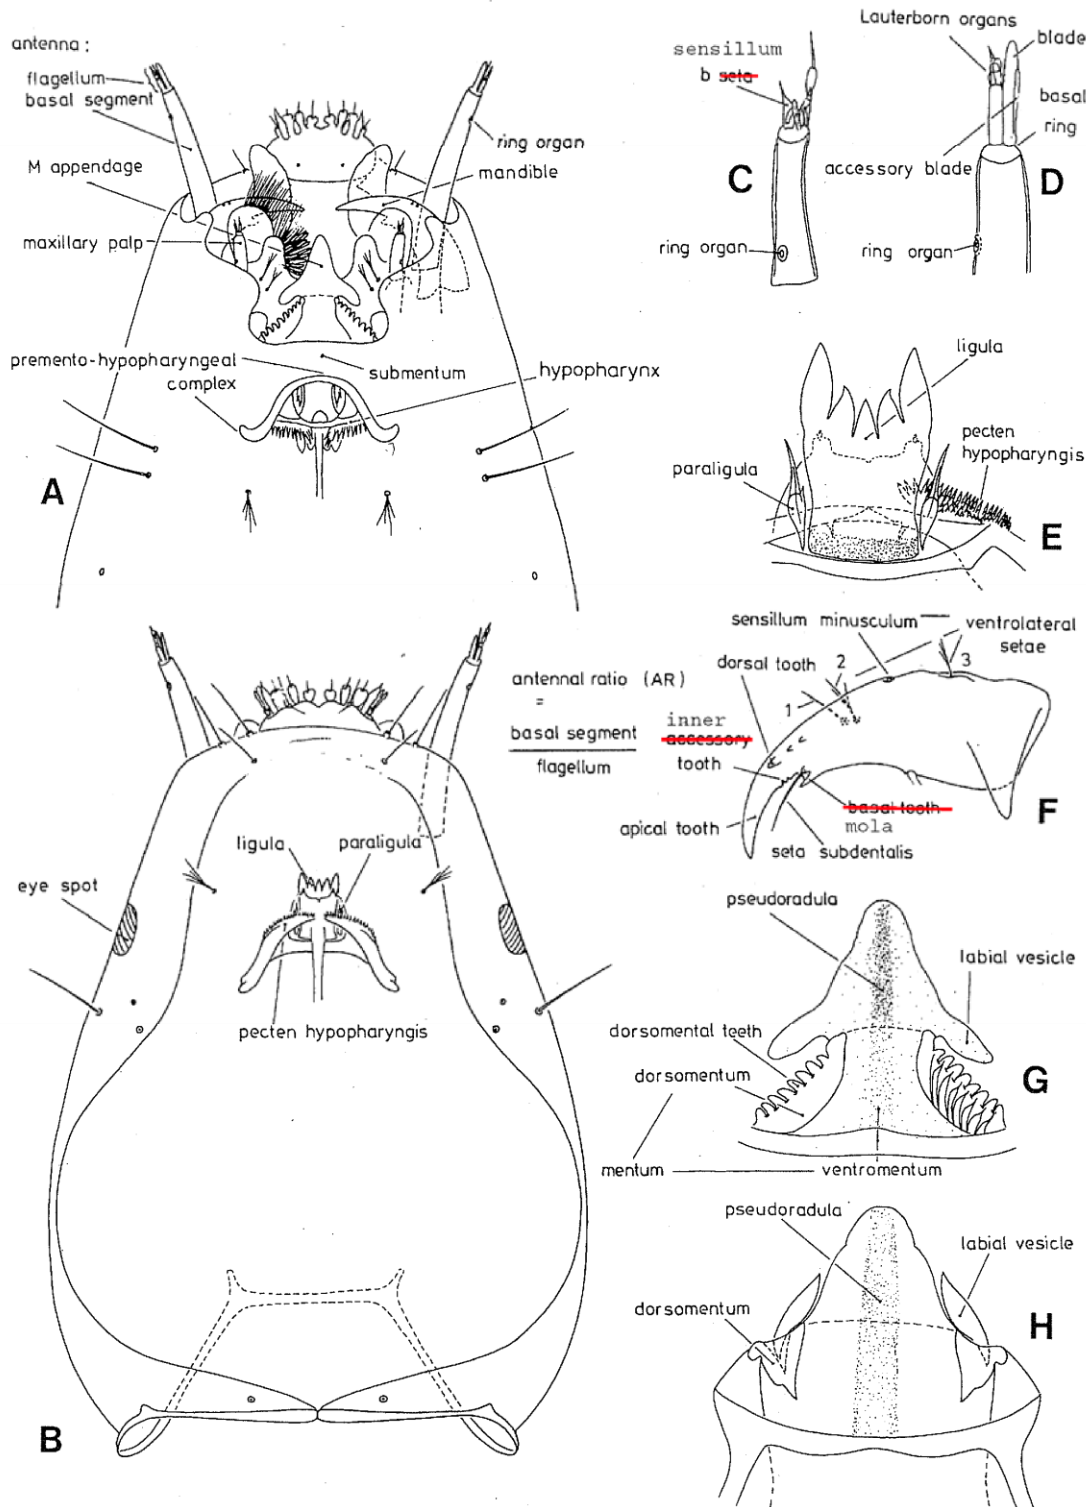 antenna :
flagellum
basal segment
M appendage
maxillary palp
ring organ
mandible
premento-hypopharyngeal
complex
submentum
hypopharynx
A
sensillum
b seta
C
ring organ
Lauterborn organs
blade
basal
ring
accessory blade
D
ring organ
ligula
pecten
hypopharyngis
paraligula
E
antennal ratio (AR)
=
basal segment
flagellum
sensillum minusculum
ventrolateral
setae
dorsal tooth
1
2
3
inner
accessory
tooth
apical tooth
basal tooth
mola
seta subdentalis
F
ligula
paraligula
eye spot
pecten hypopharyngis
B
pseudoradula
labial vesicle
dorsomental teeth
dorsomentum
mentum
ventromentum
G
pseudoradula
labial vesicle
dorsomentum
H